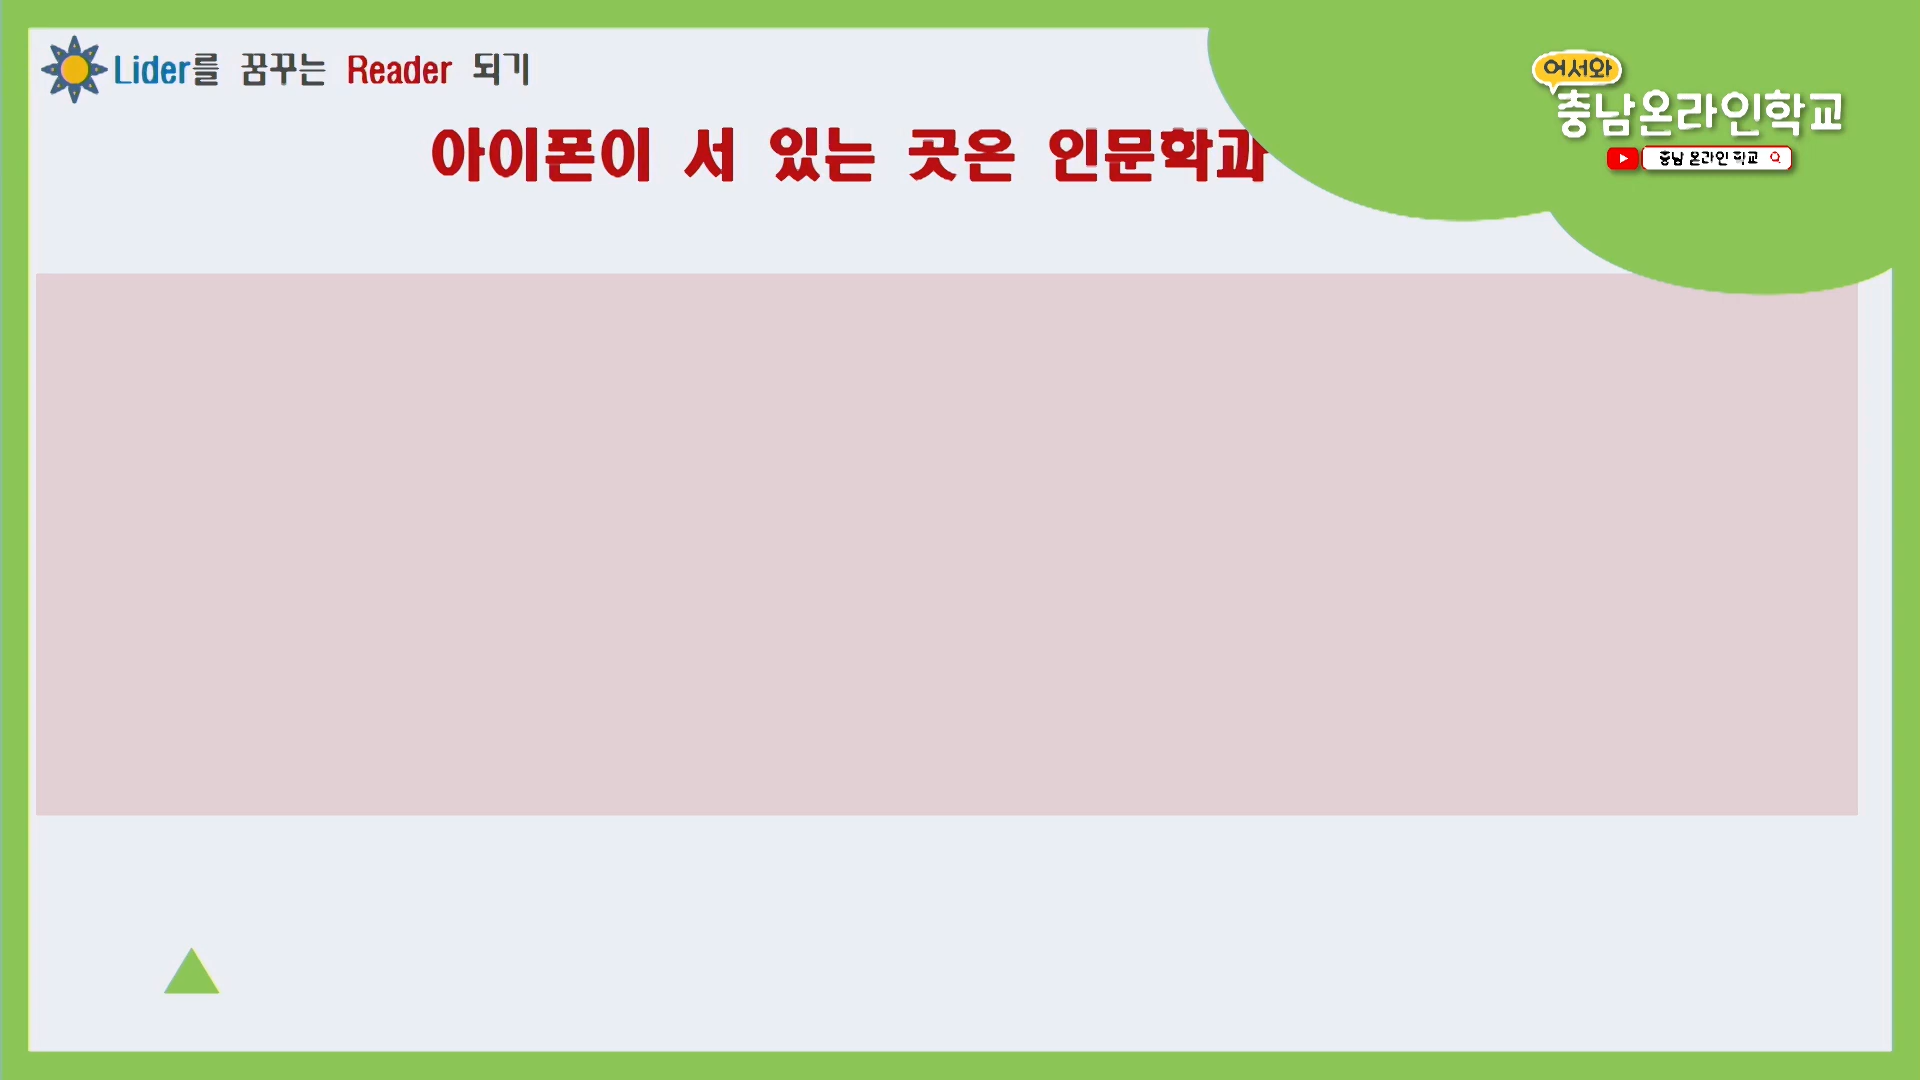 Lider를 꿈꾸는 Reader 되기
아이폰이 서 있는 곳은 인문학과
어서와
충남온라인학교
충남 온라인 학교